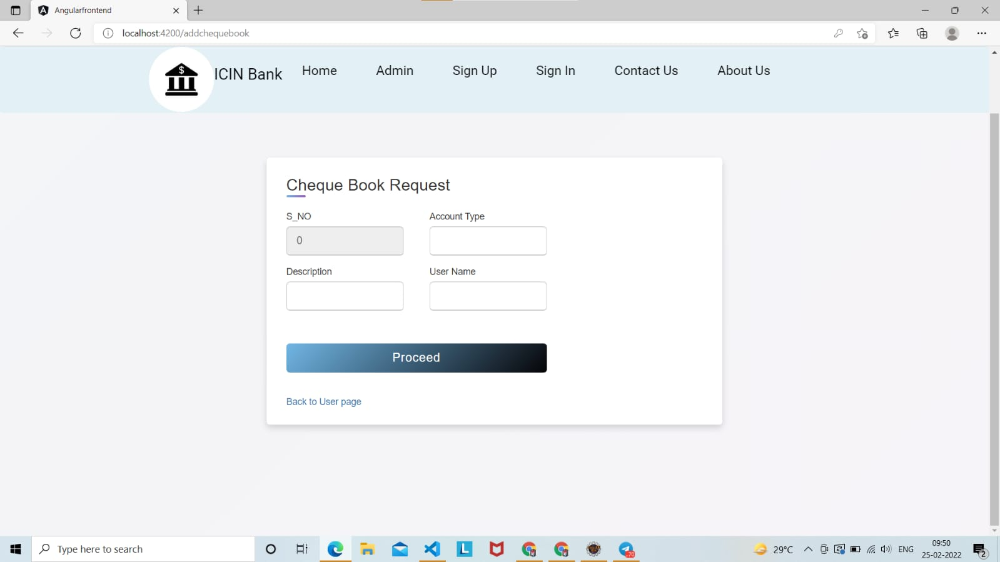 Angularfrontend
localhost:4200/addchequebook
$
ICIN Bank
Home
Admin
Sign Up
Sign In
Contact Us
About Us
Cheque Book Request
S_NO
Account Type
0
Description
User Name
Proceed
Back to User page
Type here to search
L
70
29°C
ENG
09:50
25-02-2022
2